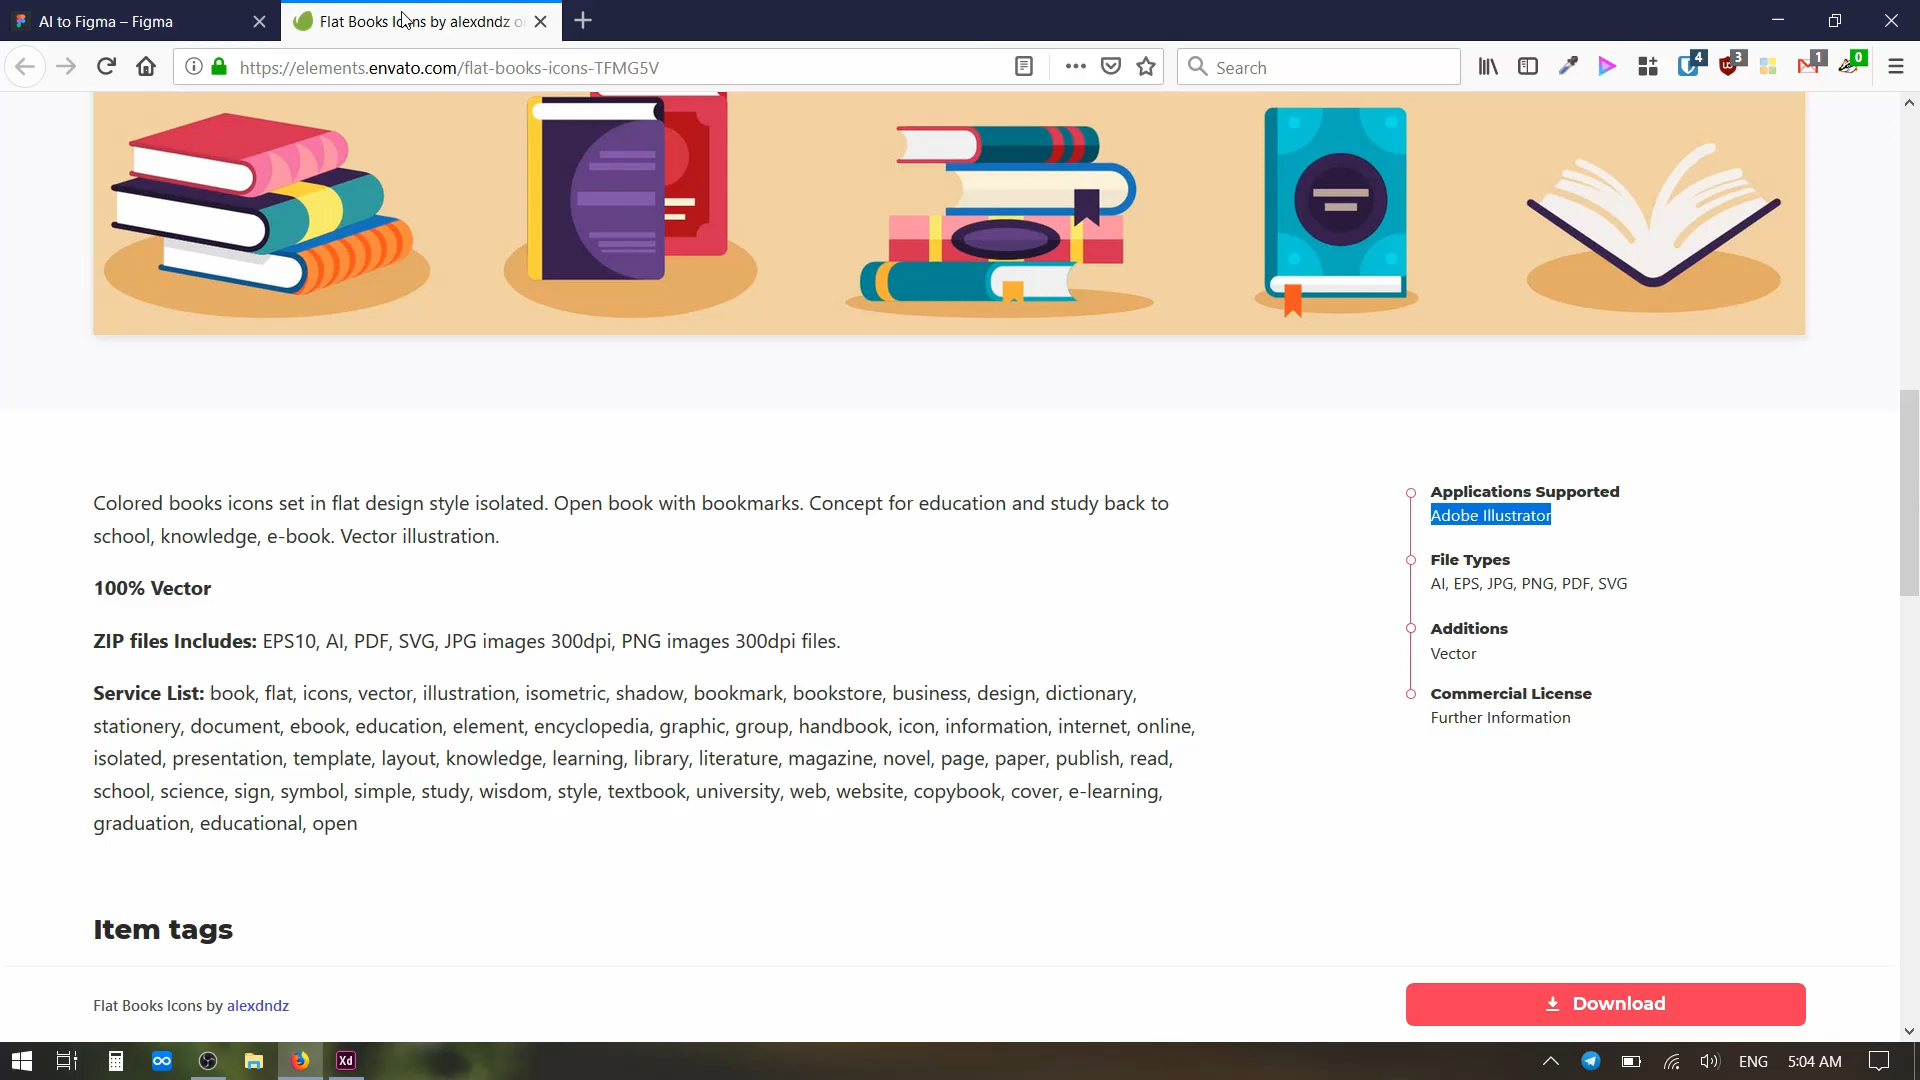 AI to Figma – Figma
Flat Books Icons by alexdndz o
https://elements.envato.com/flat-books-icons-TFMG5V
Search
4
3
1
0
Colored books icons set in flat design style isolated. Open book with bookmarks. Concept for education and study back to
school, knowledge, e-book. Vector illustration.
100% Vector
ZIP files Includes: EPS10, AI, PDF, SVG, JPG images 300dpi, PNG images 300dpi files.
Service List: book, flat, icons, vector, illustration, isometric, shadow, bookmark, bookstore, business, design, dictionary,
stationery, document, ebook, education, element, encyclopedia, graphic, group, handbook, icon, information, internet, online,
isolated, presentation, template, layout, knowledge, learning, library, literature, magazine, novel, page, paper, publish, read,
school, science, sign, symbol, simple, study, wisdom, style, textbook, university, web, website, copybook, cover, e-learning,
graduation, educational, open
Applications Supported
Adobe Illustrator
File Types
AI, EPS, JPG, PNG, PDF, SVG
Additions
Vector
Commercial License
Further Information
Item tags
Flat Books Icons by alexdndz
Download
Xd
ENG
5:04 AM